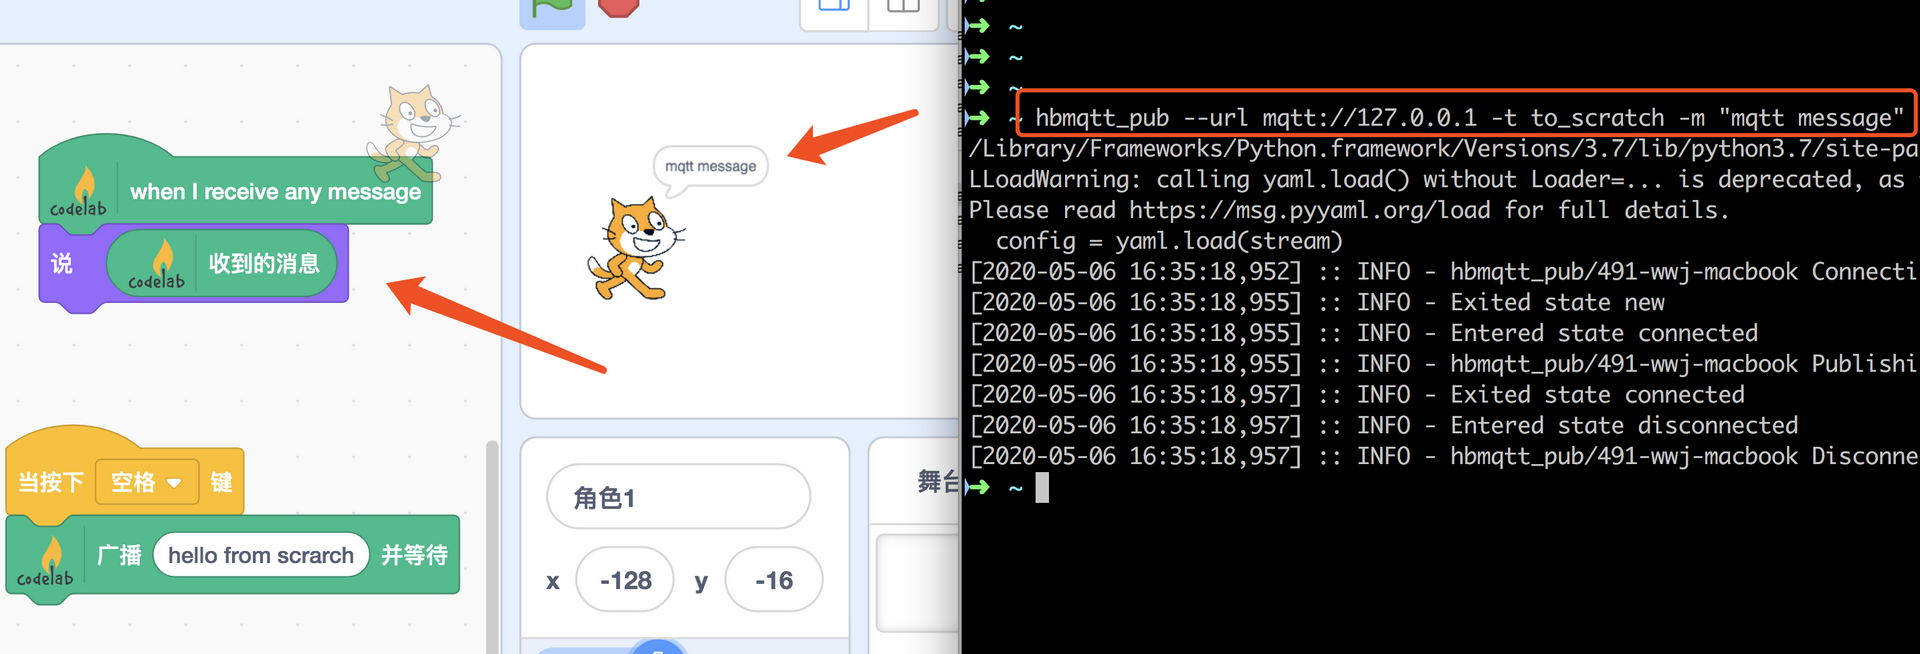 codelab
when I receive any message
说
codelab
收到的消息
当按下
空格
键
codelab
广播
hello from scrarch
并等待
mqtt message
角色1
x
-128
y
-16
舞台
~
~
~
~ hbmqtt_pub --url mqtt://127.0.0.1 -t to_scratch -m "mqtt message"
/Library/Frameworks/Python.framework/Versions/3.7/lib/python3.7/site-pa
LLoadWarning: calling yaml.load() without Loader=... is deprecated, as
Please read https://msg.pyyaml.org/load for full details.
config = yaml.load(stream)
[2020-05-06 16:35:18,952] :: INFO - hbmqtt_pub/491-wwj-macbook Connecti
[2020-05-06 16:35:18,955] :: INFO - Exited state new
[2020-05-06 16:35:18,955] :: INFO - Entered state connected
[2020-05-06 16:35:18,955] :: INFO - hbmqtt_pub/491-wwj-macbook Publishi
[2020-05-06 16:35:18,957] :: INFO - Exited state connected
[2020-05-06 16:35:18,957] :: INFO - Entered state disconnected
[2020-05-06 16:35:18,957] :: INFO - hbmqtt_pub/491-wwj-macbook Disconne
~